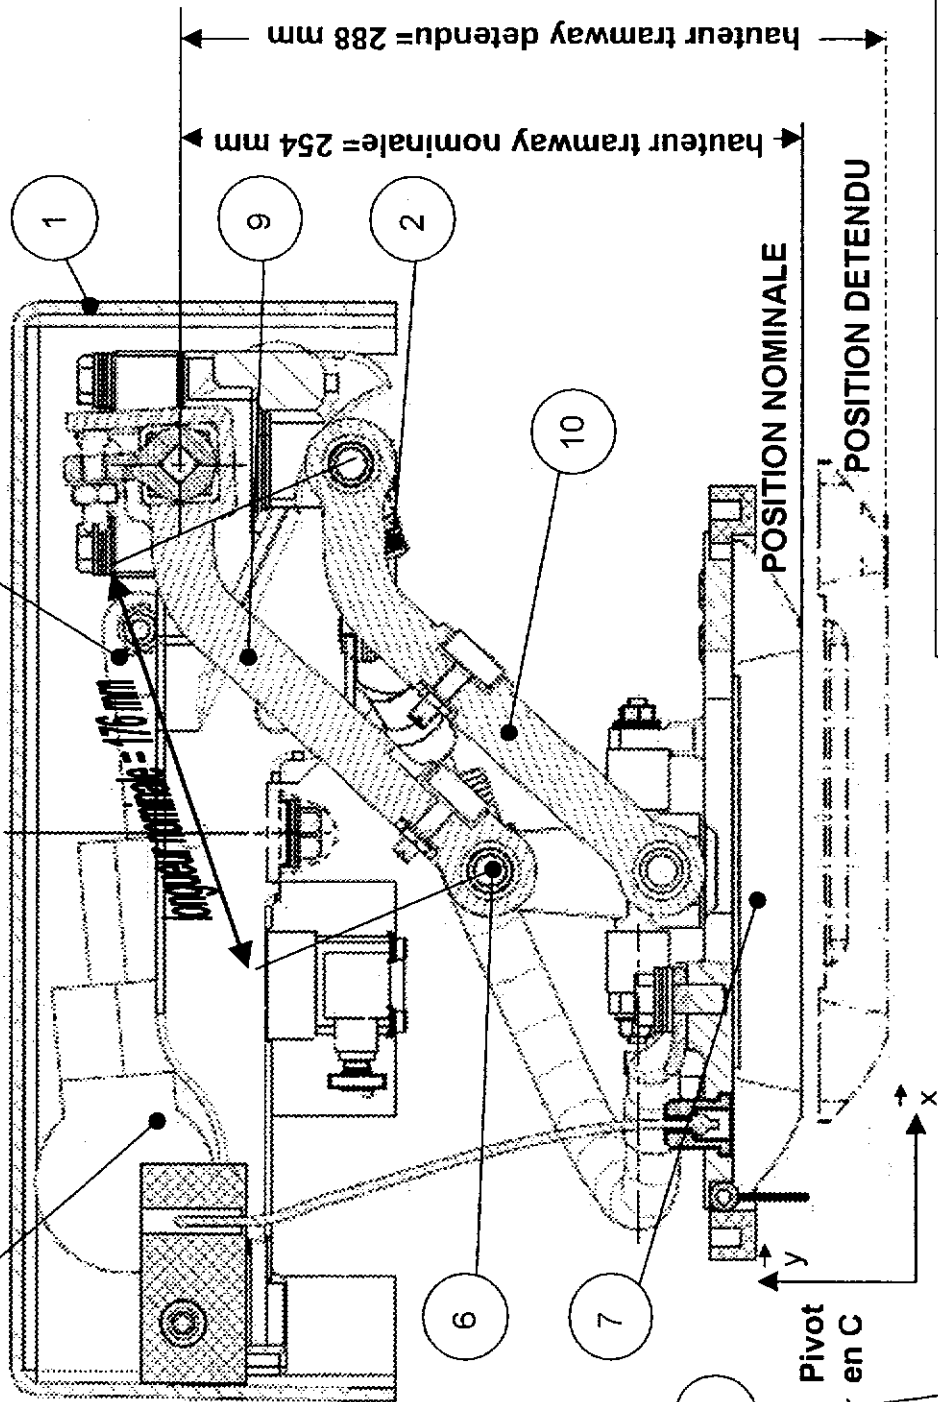 hauteur tramway detendu= 288 mm
hauteur tramway nominale= 254 mm
1
9
2
longueur nominale = 176 mm
10
POSITION NOMINALE
POSITION DETENDU
6
7
y
x
Pivot
en C